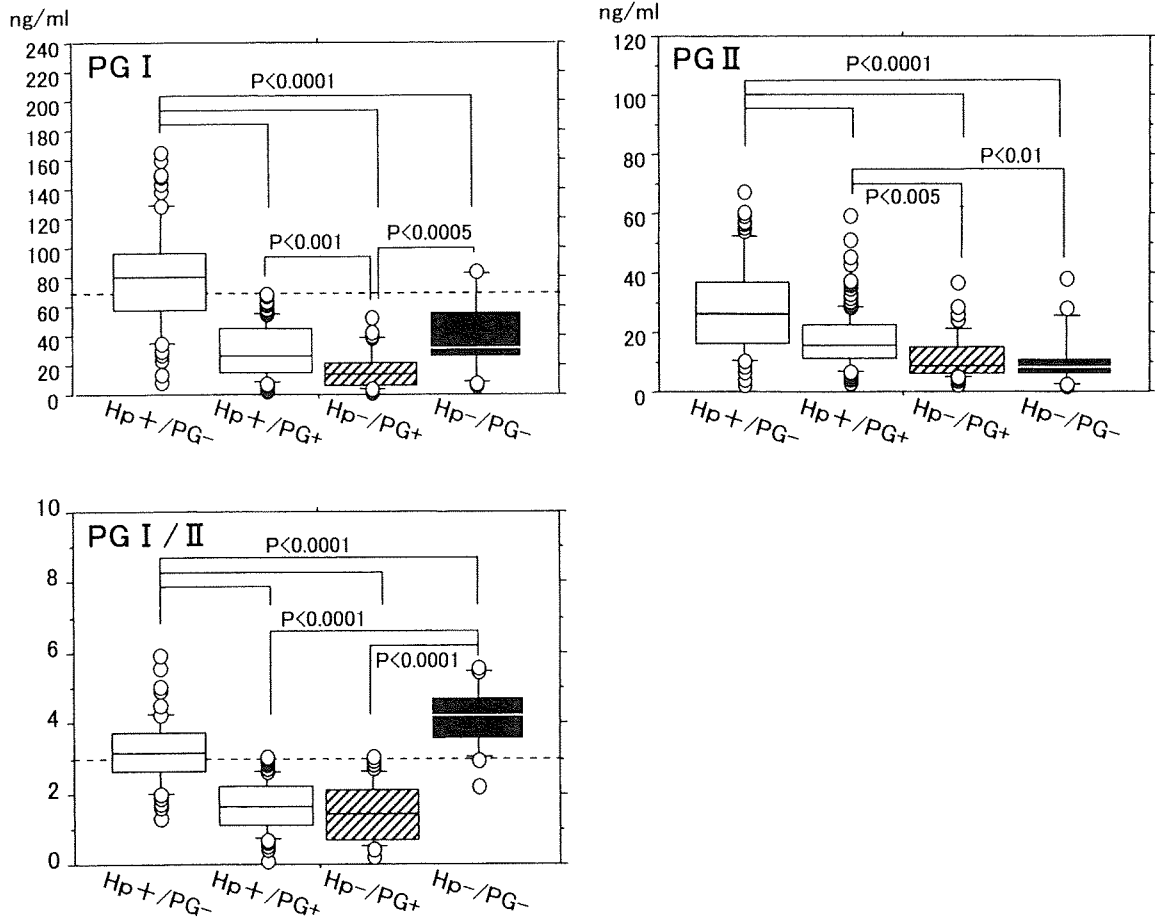 ng/ml
240
220
200
180
160
140
120
100
80
60
40
20
0
PG Ⅰ
P<0.0001
P<0.001
P<0.0005
Hp+/PG-
Hp+/PG+
Hp-/PG+
Hp-/PG-
ng/ml
120
100
80
60
40
20
0
PG Ⅱ
P<0.0001
P<0.01
P<0.005
Hp+/PG-
Hp+/PG+
Hp-/PG+
Hp-/PG-
10
8
6
4
2
0
PG Ⅰ / Ⅱ
P<0.0001
P<0.0001
P<0.0001
Hp+/PG-
Hp+/PG+
Hp-/PG+
Hp-/PG-